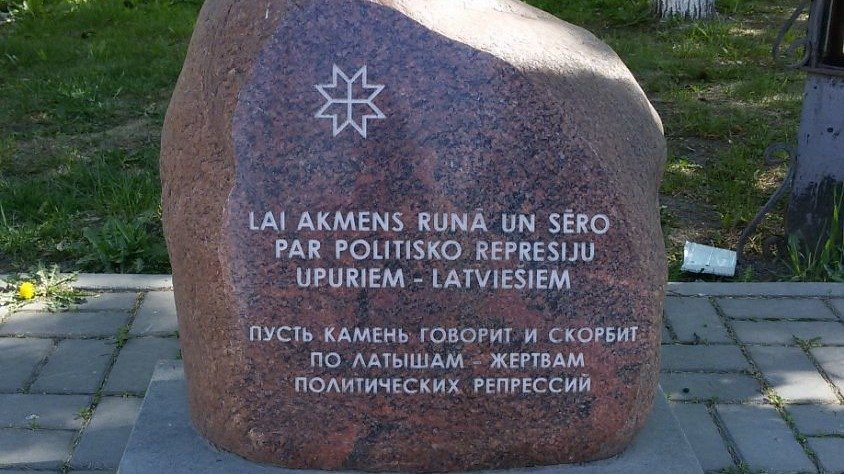 LAI AKMENS RUNĀ UN SĒRO
PAR POLITISKO REPRESIJU
UPURIEM - LATVIEŠIEM
ПУСТЬ КАМЕНЬ ГОВОРИТ И СКОРБИТ
ПО ЛАТЫШАМ - ЖЕРТВАМ
ПОЛИТИЧЕСКИХ РЕПРЕССИЙ